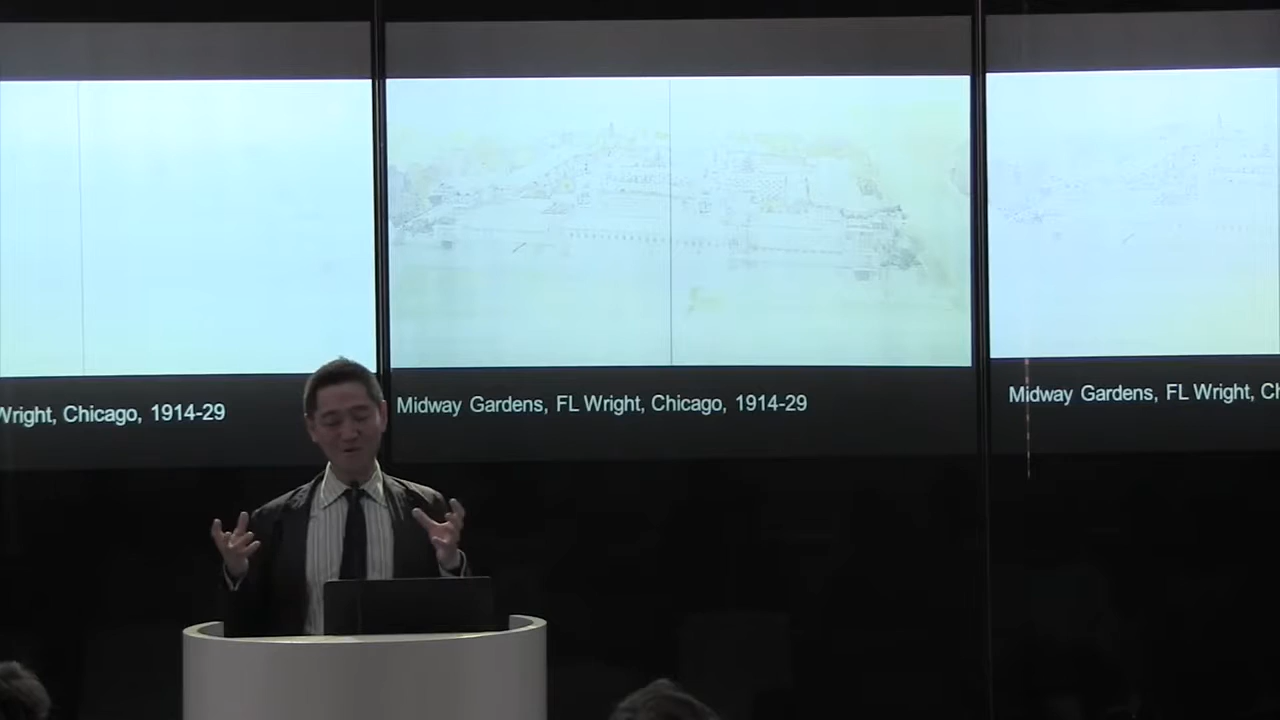 Wright, Chicago, 1914-29
Midway Gardens, FL Wright, Chicago, 1914-29
Midway Gardens, FL Wright, Ch